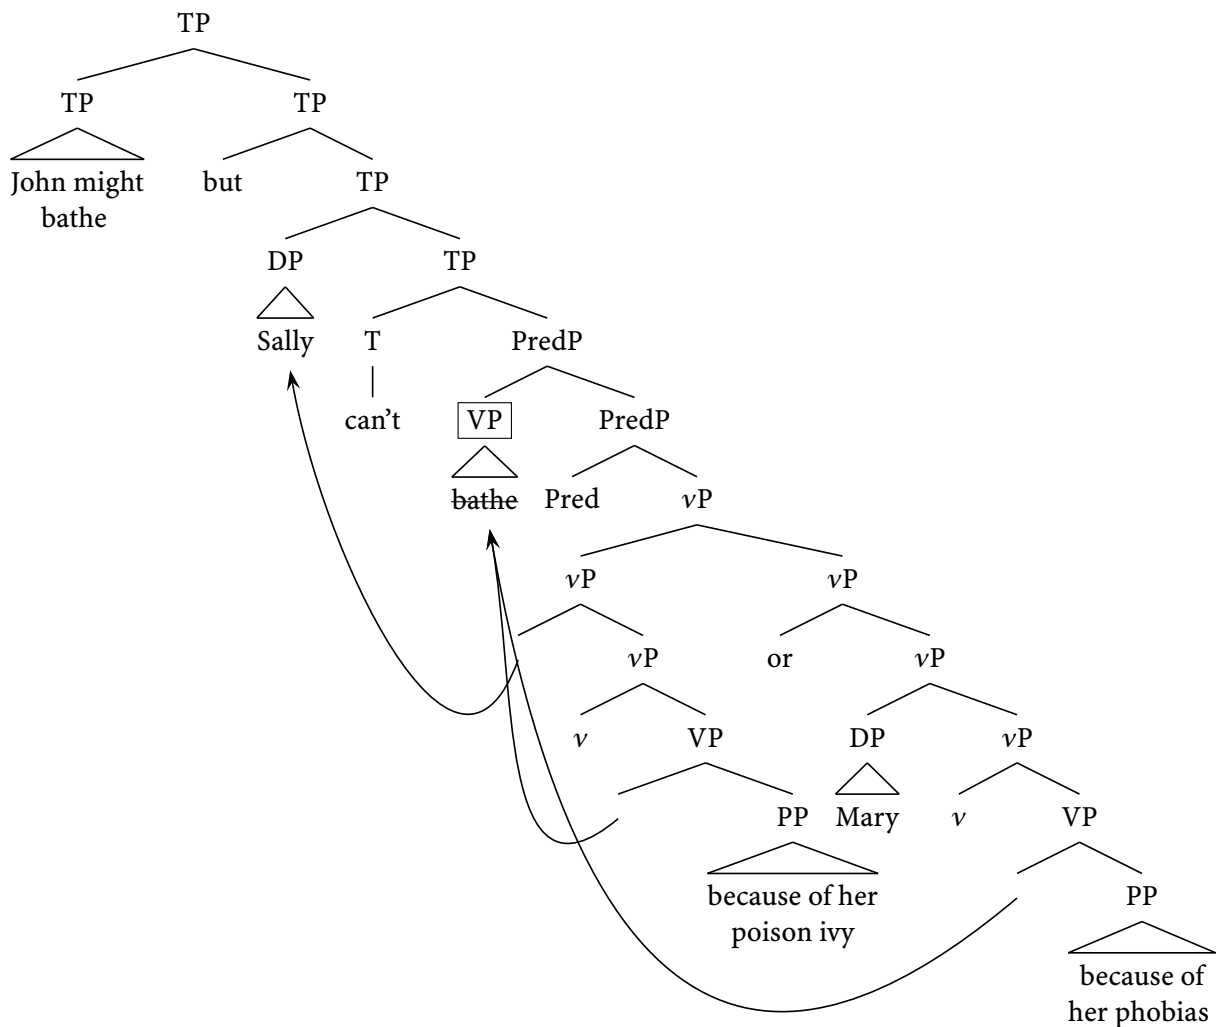 TP
TP TP
John might
bathe
but TP
DP TP
Sally T PredP
can't VP PredP
bathe Pred vP
vP vP
vP or vP
v VP DP vP
PP Mary v VP
because of her
poison ivy
PP
because of
her phobias